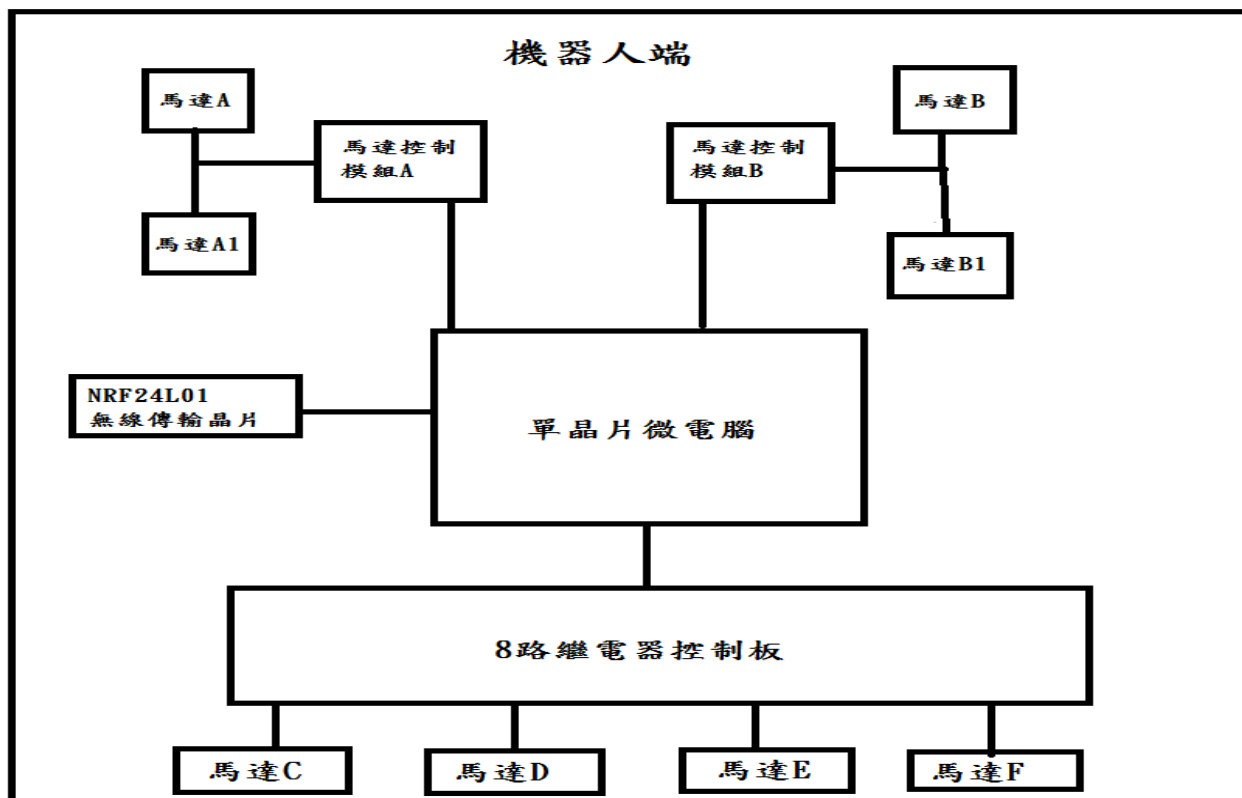 機器人端
馬達A
馬達B
馬達控制
模組A
馬達控制
模組B
馬達A1
馬達B1
NRF24L01
無線傳輸晶片
單晶片微電腦
8路繼電器控制板
馬達C
馬達D
馬達E
馬達F